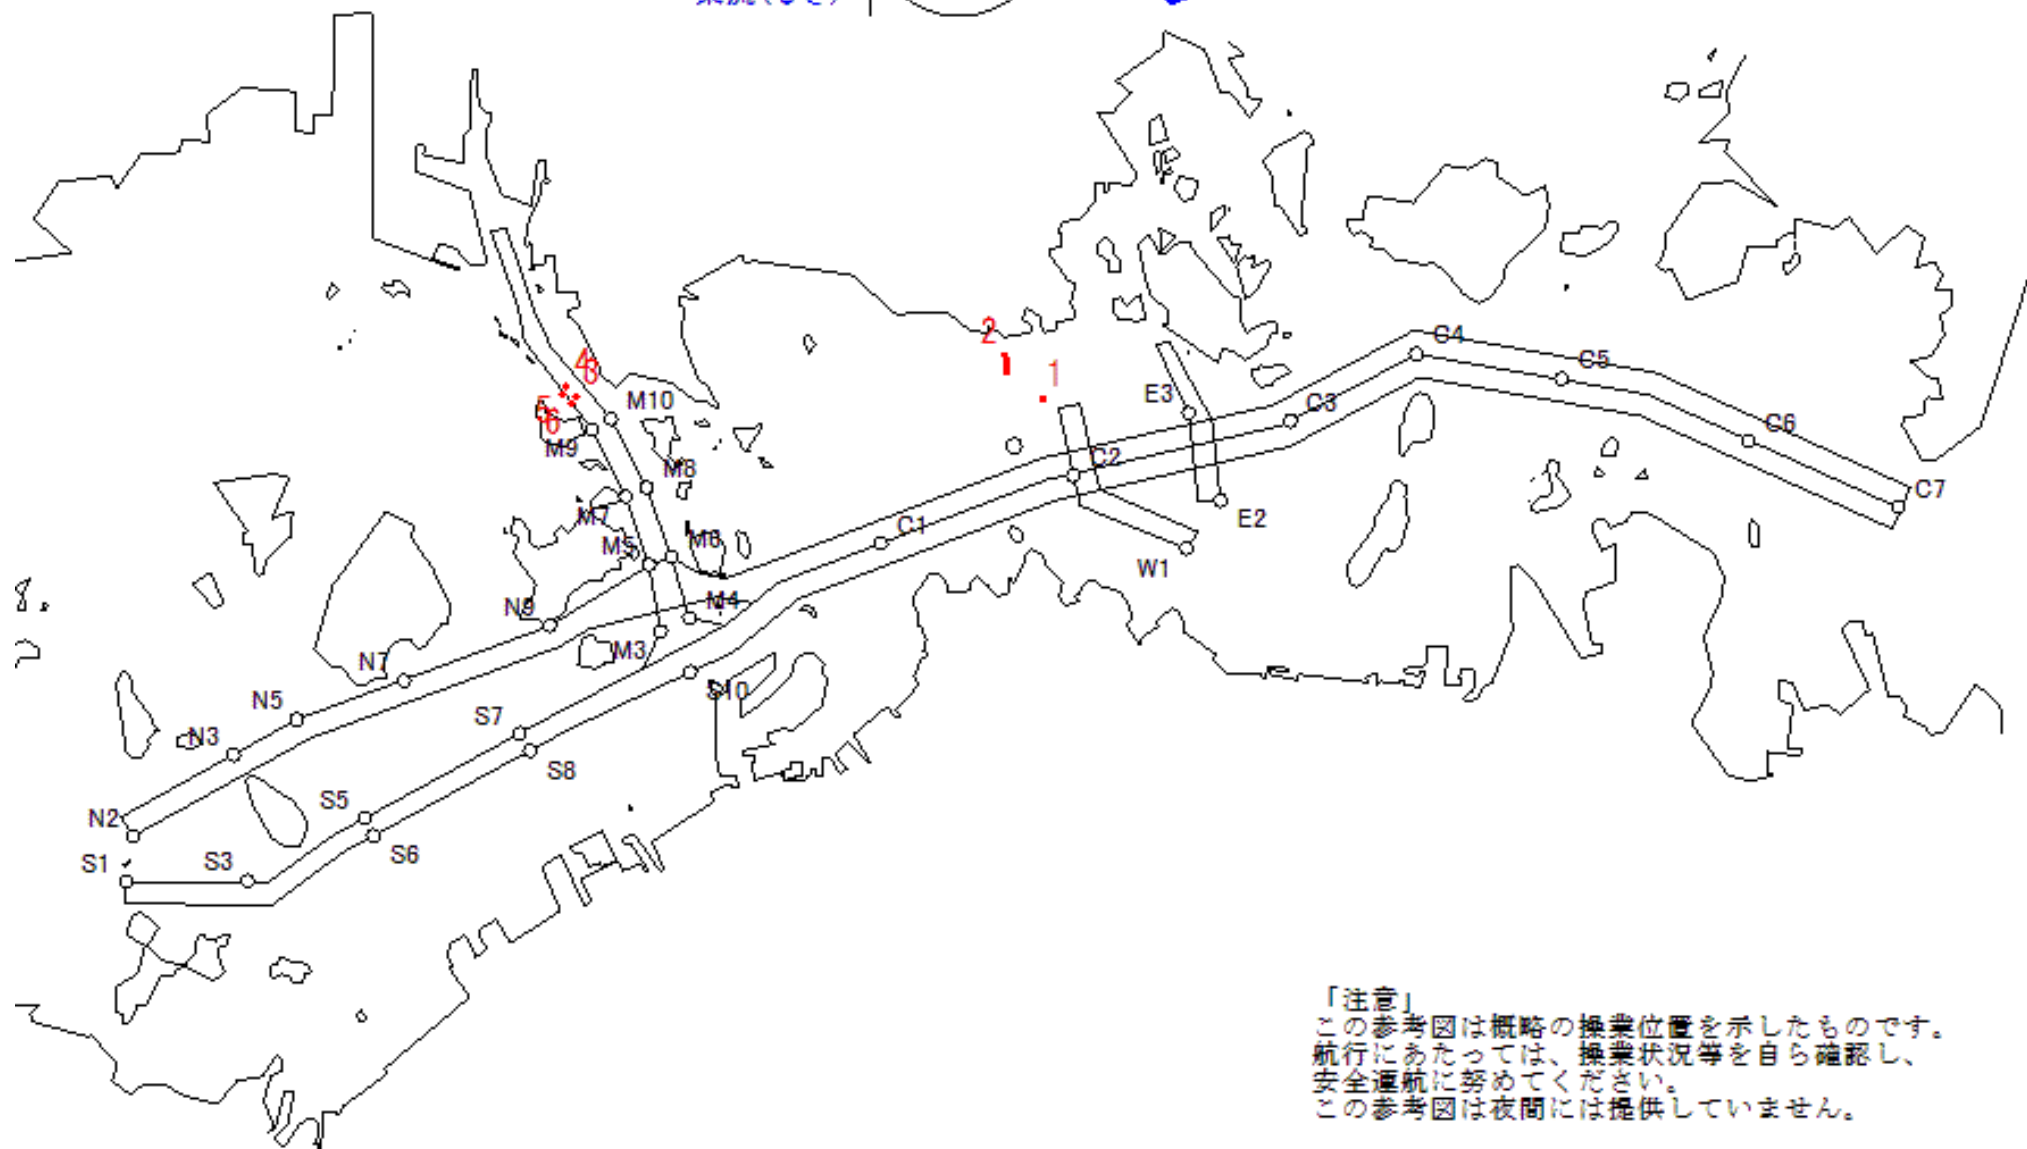 2
1
4
3
5
6
M10
M9
M8
M7
M6
M5
M4
M3
E3
E2
W1
C1
C2
C3
C4
C5
C6
C7
N9
N7
N5
N3
N2
S1
S3
S5
S6
S7
S8
S10
「注意」
この参考図は概略の操業位置を示したものです。
航行にあたっては、操業状況等を自ら確認し、
安全運航に努めてください。
この参考図は夜間には提供していません。